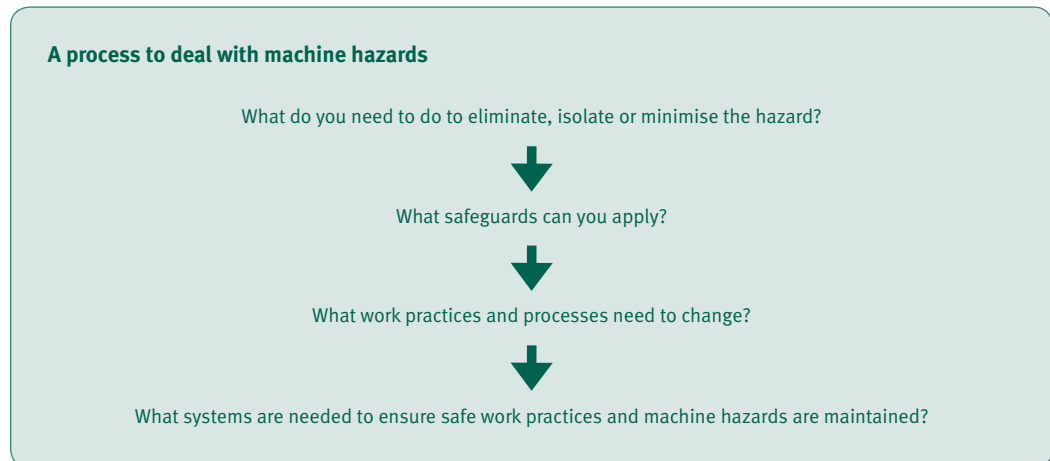 A process to deal with machine hazards
What do you need to do to eliminate, isolate or minimise the hazard?
What safeguards can you apply?
What work practices and processes need to change?
What systems are needed to ensure safe work practices and machine hazards are maintained?